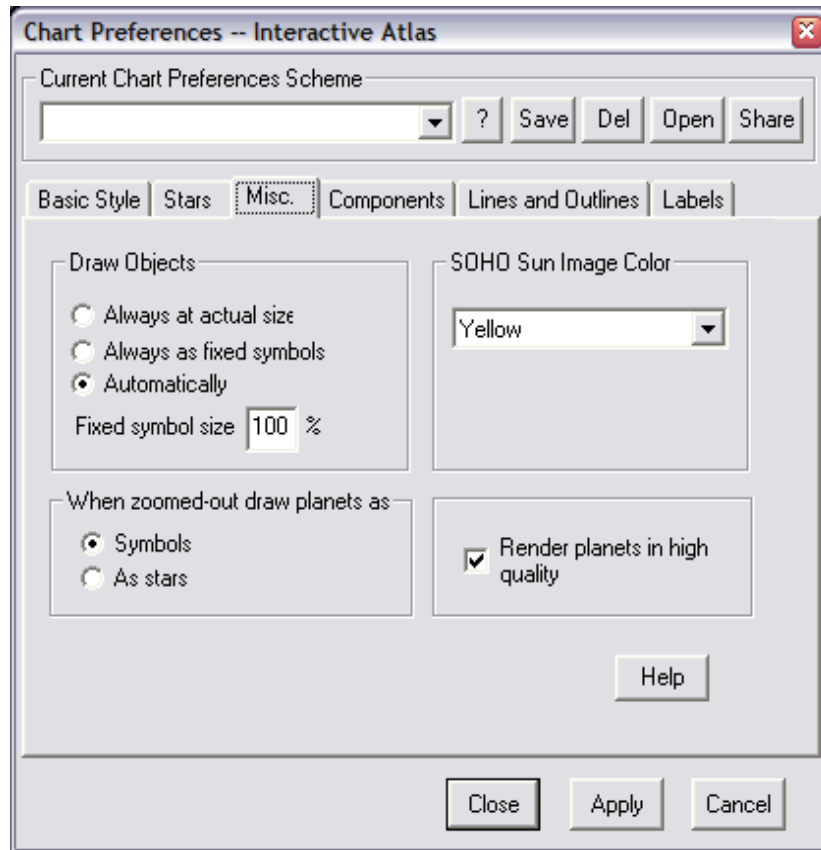 Chart Preferences -- Interactive Atlas
Current Chart Preferences Scheme
? Save Del Open Share
Basic Style Stars Misc. Components Lines and Outlines Labels
Draw Objects
Always at actual size
Always as fixed symbols
Automatically
Fixed symbol size 100 %
SOHO Sun Image Color
Yellow
When zoomed-out draw planets as
Symbols
As stars
Render planets in high
quality
Help
Close Apply Cancel